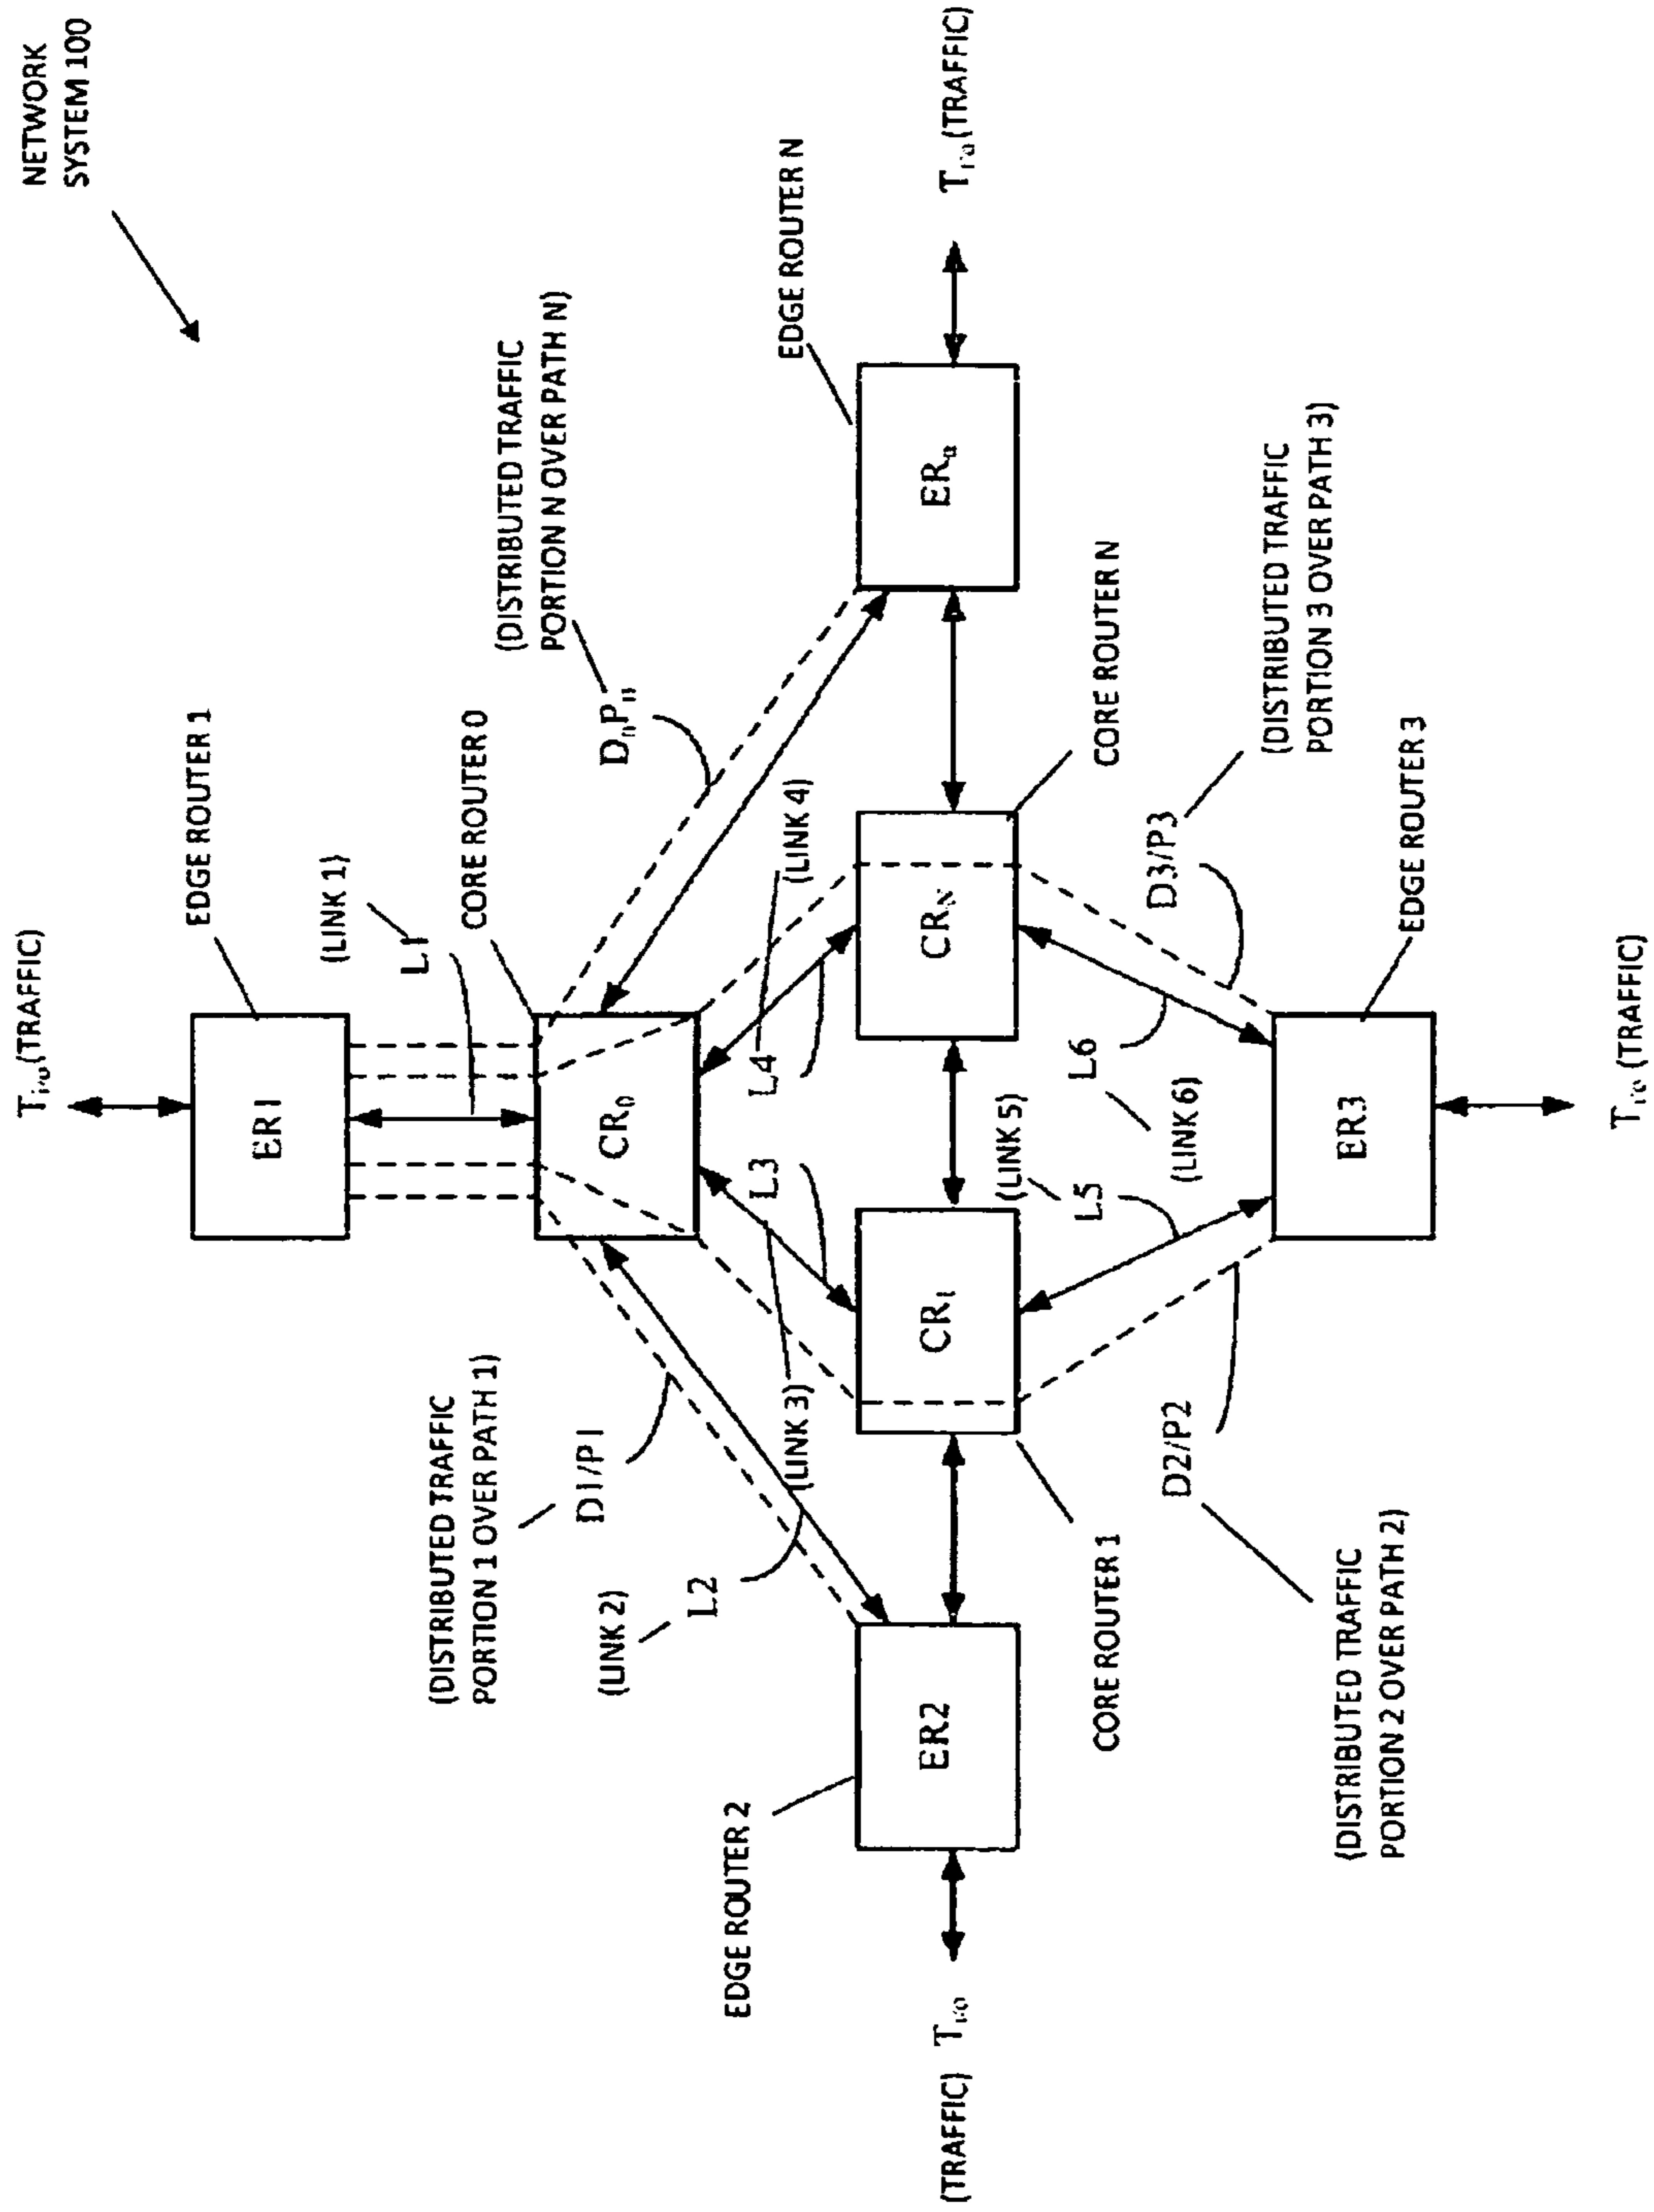 NETWORK
SYSTEM 100
T i/o (TRAFFIC)
EDGE ROUTER 1
ER1
(LINK 1)
L1
CORE ROUTER 0
CR0
(DISTRIBUTED TRAFFIC
PORTION 1 OVER PATH 1)
D1/P1
(DISTRIBUTED TRAFFIC
PORTION N OVER PATH N)
DnPn
(LINK 2)
L2
L3
(LINK 3)
L4
(LINK 4)
EDGE ROUTER 2
ER2
(TRAFFIC) T i/o
CR1
CORE ROUTER 1
CRN
CORE ROUTER N
EDGE ROUTER N
ERn
T i/o (TRAFFIC)
(LINK 5)
L5
L6
(LINK 6)
D2/P2
(DISTRIBUTED TRAFFIC
PORTION 2 OVER PATH 2)
D3/P3
(DISTRIBUTED TRAFFIC
PORTION 3 OVER PATH 3)
ER3
EDGE ROUTER 3
T i/o (TRAFFIC)